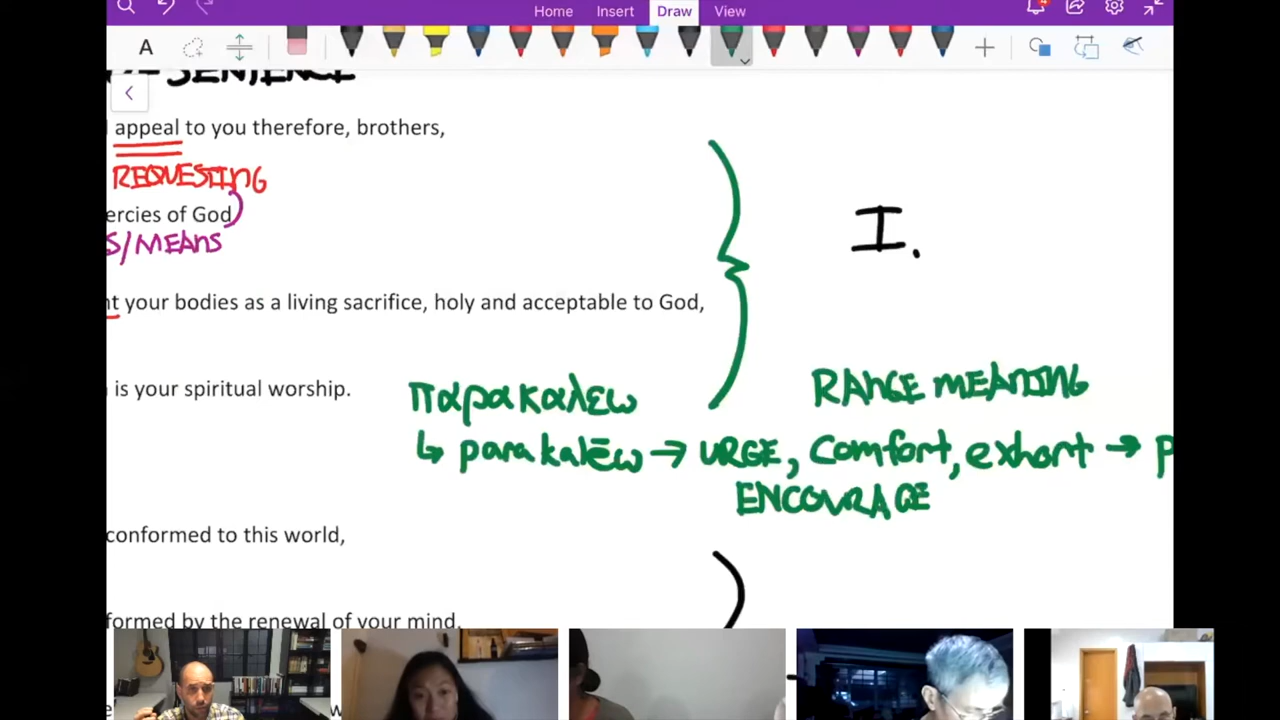 Home Insert Draw View
A
SENTENCE
appeal to you therefore, brothers,
REQUESTING
ercies of God
I.
S/MEANS
nt your bodies as a living sacrifice, holy and acceptable to God,
is your spiritual worship.
παρακαλεω
RANGE MEANING
↳ parakalēω → URGE, Comfort, exhort → p
ENCOURAGE
conformed to this world,
formed by the renewal of your mind,